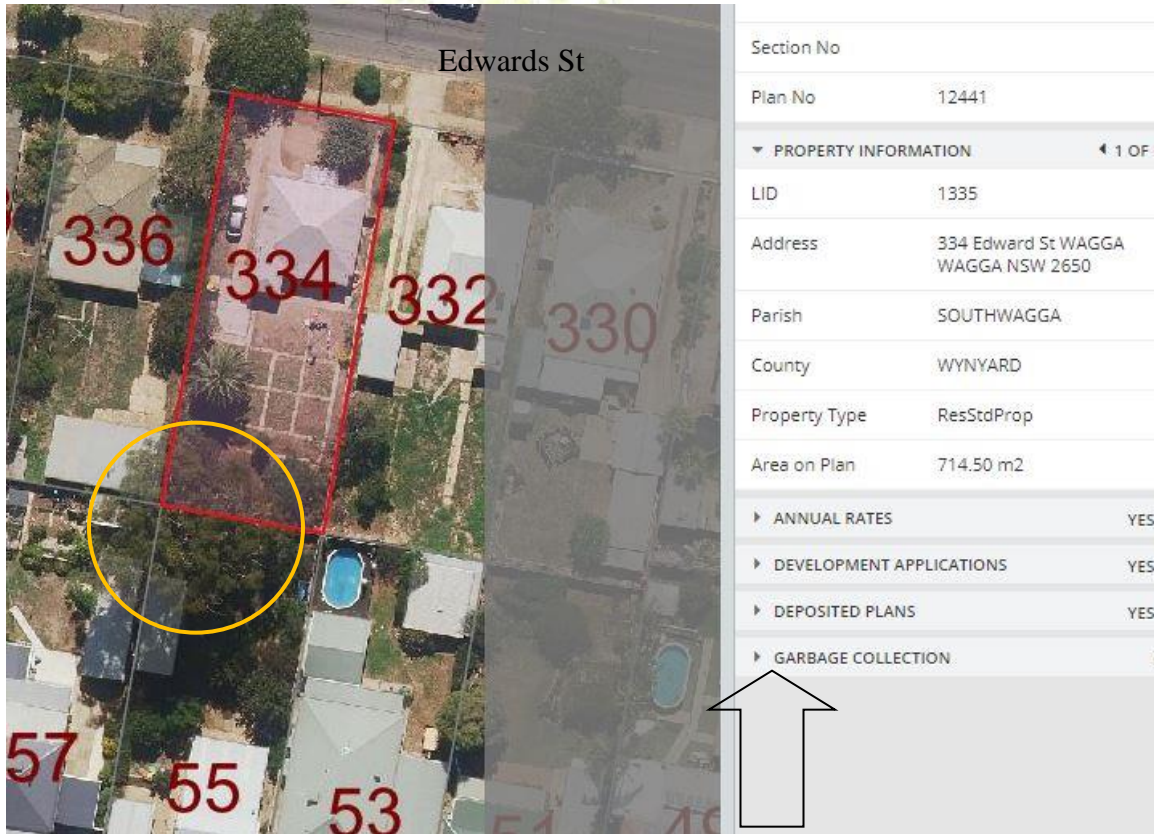 Edwards St
336
334
332
330
57
55
53
51
Section No
Plan No 12441
PROPERTY INFORMATION 1 OF
LID 1335
Address 334 Edward St WAGGA
WAGGA NSW 2650
Parish SOUTHWAGGA
County WYNYARD
Property Type ResStdProp
Area on Plan 714.50 m2
ANNUAL RATES YES
DEVELOPMENT APPLICATIONS YES
DEPOSITED PLANS YES
GARBAGE COLLECTION